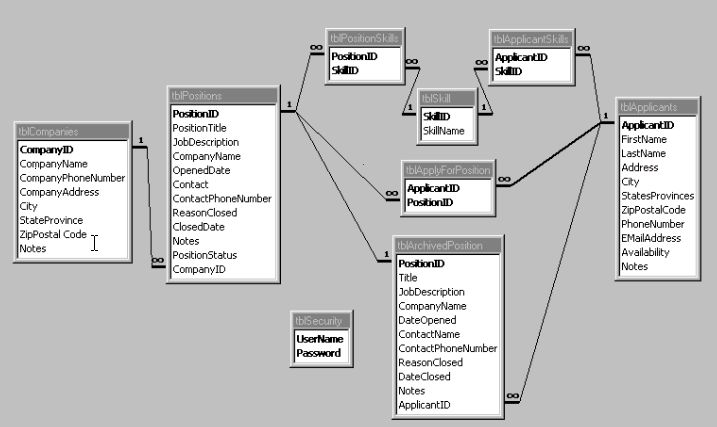 tblPositionSkills
PositionID
SkillID
tblApplicantSkills
ApplicantID
SkillID
tblSkill
SkillID
SkillName
tblPositions
PositionID
PositionTitle
JobDescription
CompanyName
OpenedDate
Contact
ContactPhoneNumber
ReasonClosed
ClosedDate
Notes
PositionStatus
CompanyID
tblCompanies
CompanyID
CompanyName
CompanyPhoneNumber
CompanyAddress
City
StateProvince
ZipPostal Code
Notes
tblApplicants
ApplicantID
FirstName
LastName
Address
City
StatesProvinces
ZipPostalCode
PhoneNumber
EMailAddress
Availability
Notes
tblApplyForPosition
ApplicantID
PositionID
tblArchivedPosition
PositionID
Title
JobDescription
CompanyName
DateOpened
ContactName
ContactPhoneNumber
ReasonClosed
DateClosed
Notes
ApplicantID
tblSecurity
UserName
Password
1
∞
1
∞
∞
1
1
∞
∞
1
∞
∞
1
∞